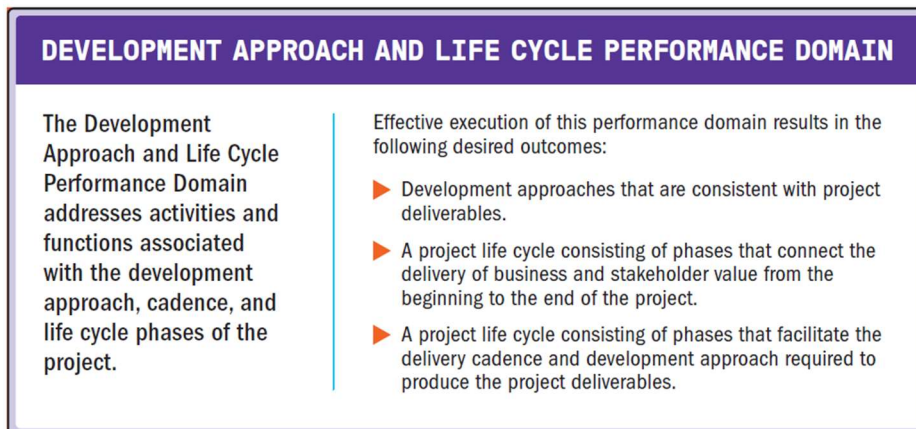 DEVELOPMENT APPROACH AND LIFE CYCLE PERFORMANCE DOMAIN
The Development
Approach and Life Cycle
Performance Domain
addresses activities and
functions associated
with the development
approach, cadence, and
life cycle phases of the
project.
Effective execution of this performance domain results in the
following desired outcomes:
Development approaches that are consistent with project
deliverables.
A project life cycle consisting of phases that connect the
delivery of business and stakeholder value from the
beginning to the end of the project.
A project life cycle consisting of phases that facilitate the
delivery cadence and development approach required to
produce the project deliverables.